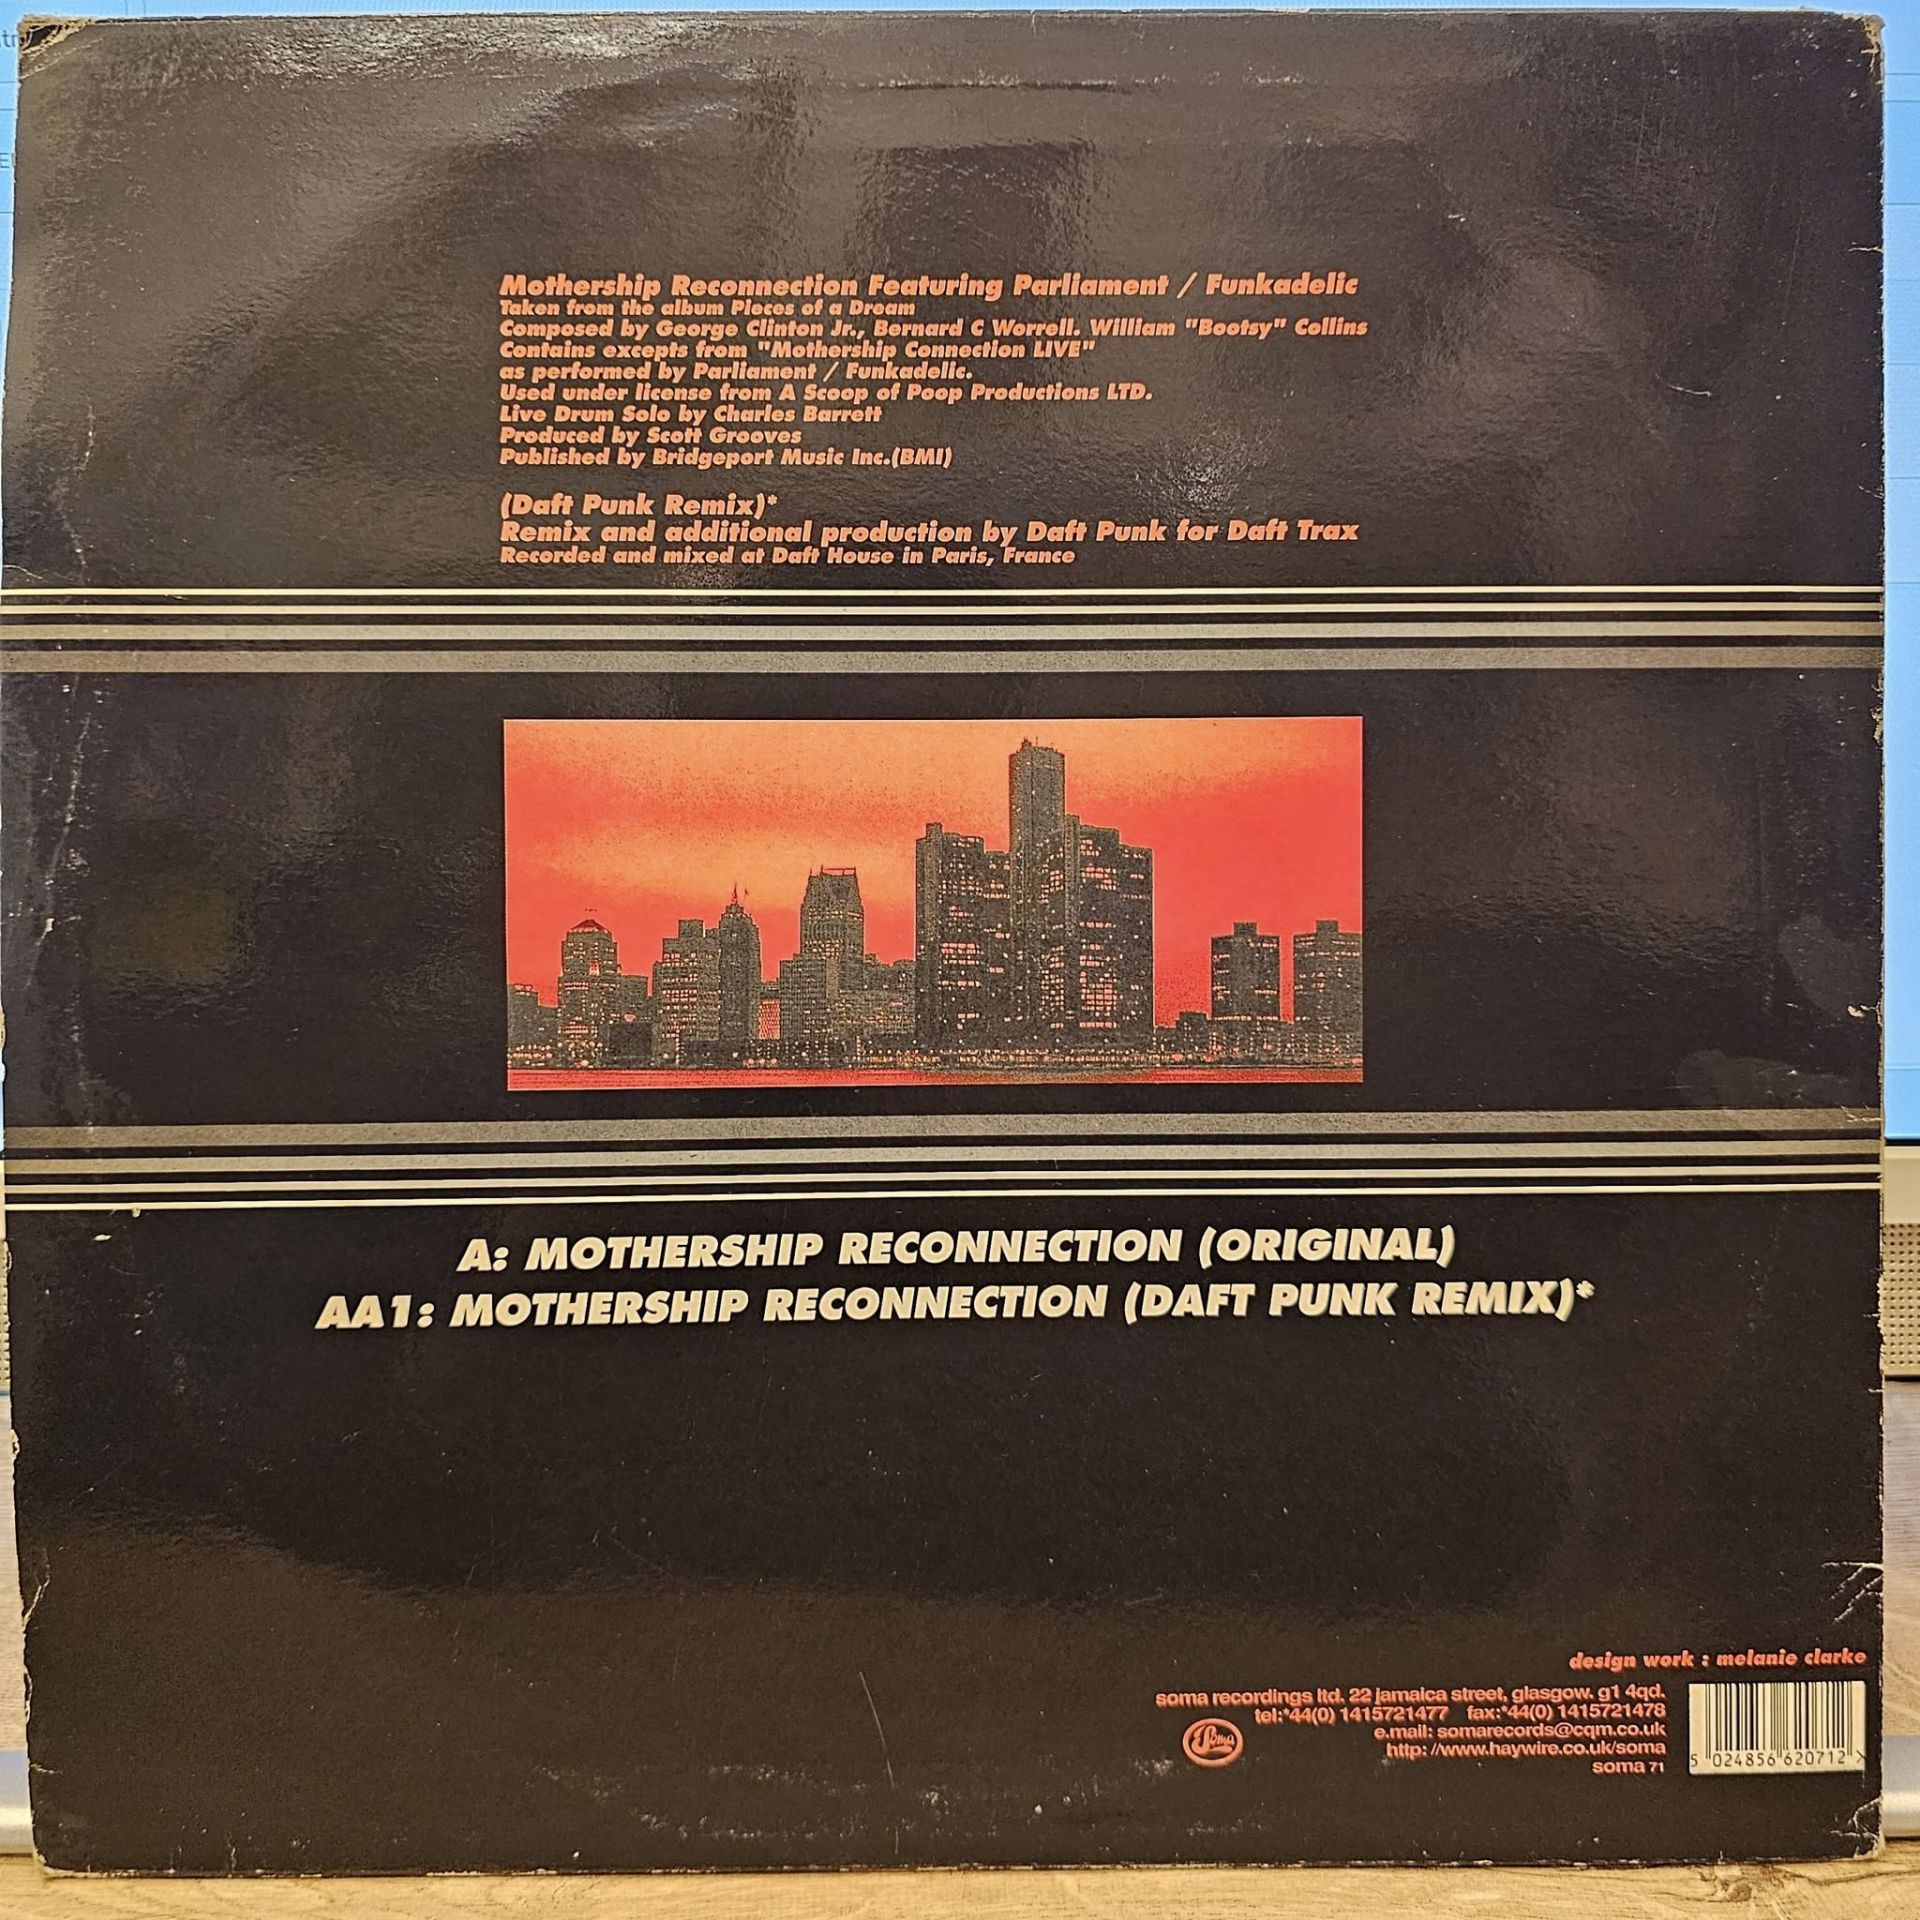 Mothership Reconnection Featuring Parliament / Funkadelic
Taken from the album Pieces of a Dream
Composed by George Clinton Jr., Bernard C Worrell. William "Bootsy" Collins
Contains excepts from "Mothership Connection LIVE"
as performed by Parliament / Funkadelic.
Used under license from A Scoop of Poop Productions LTD.
Live Drum Solo by Charles Barrett
Produced by Scott Grooves
Published by Bridgeport Music Inc.(BMI)
(Daft Punk Remix)*
Remix and additional production by Daft Punk for Daft Trax
Recorded and mixed at Daft House in Paris, France
A: MOTHERSHIP RECONNECTION (ORIGINAL)
AA1: MOTHERSHIP RECONNECTION (DAFT PUNK REMIX)*
design work : melanie clarke
soma recordings ltd. 22 jamaica street, glasgow. g1 4qd.
tel:*44(0) 1415721477 fax:*44(0) 1415721478
e.mail: somarecords@cqm.co.uk
http: //www.haywire.co.uk/soma
soma 71
Soma
5 024856 620712 >